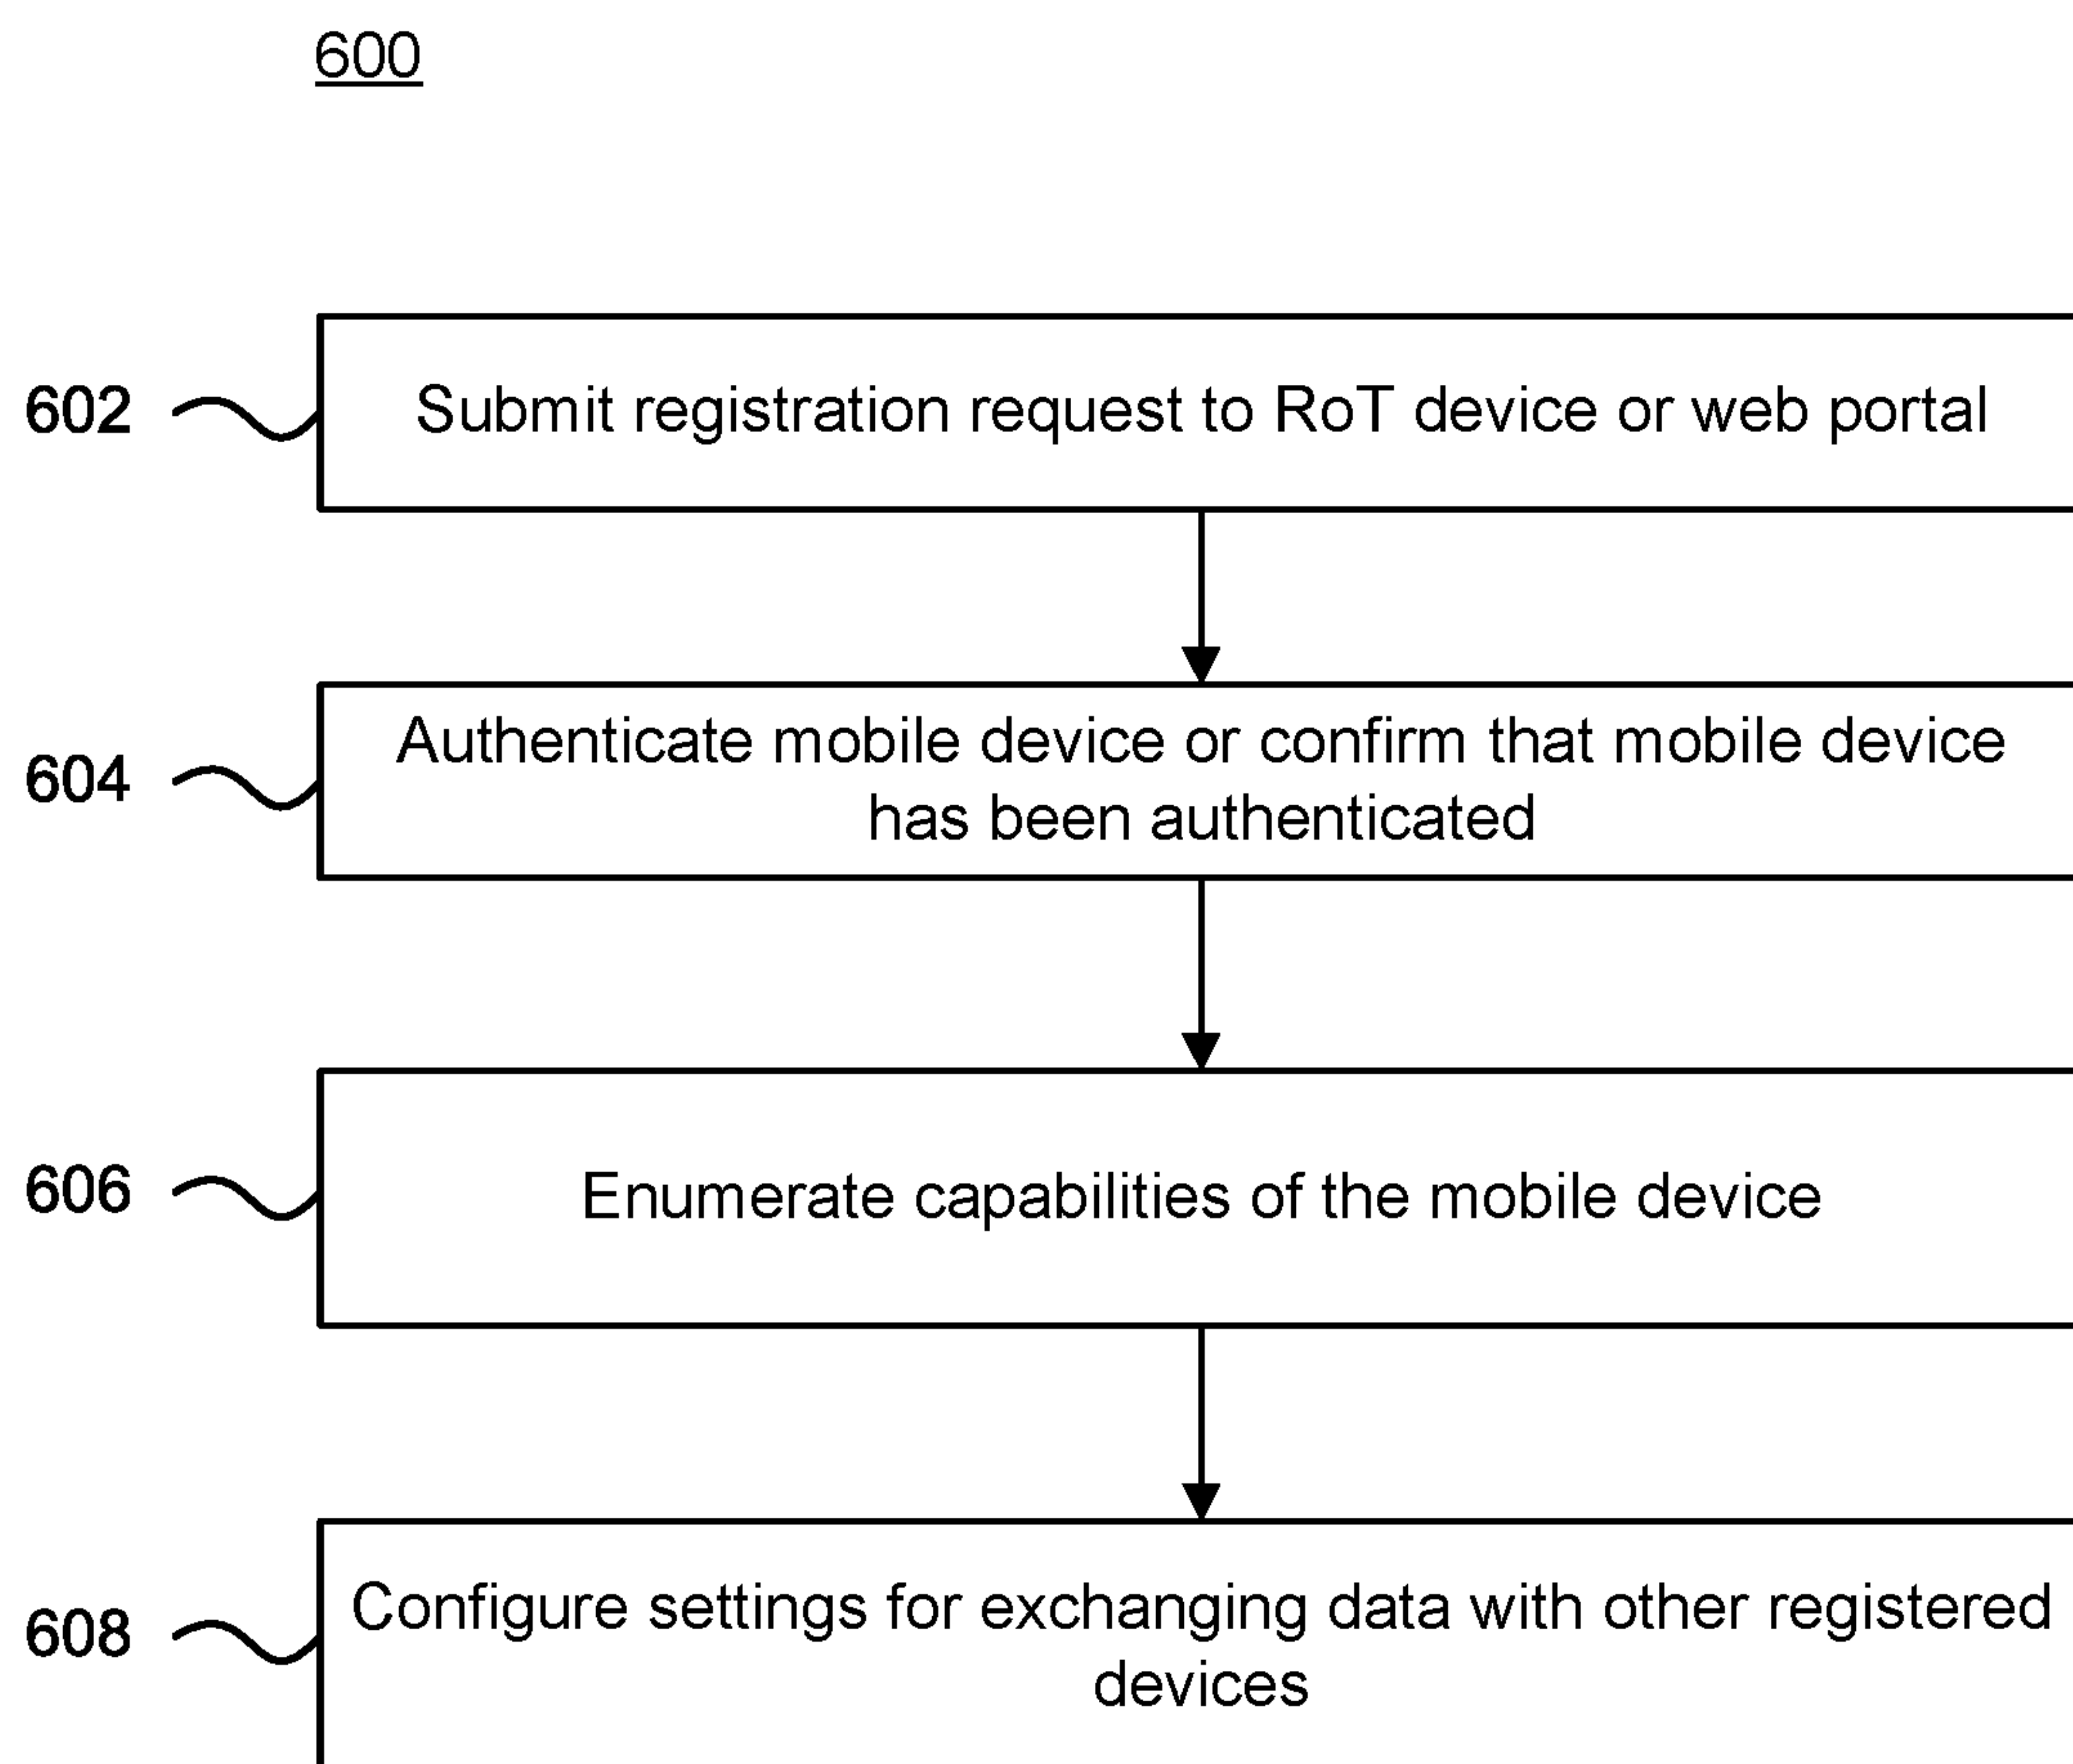 600
602
Submit registration request to RoT device or web portal
604
Authenticate mobile device or confirm that mobile device
has been authenticated
606
Enumerate capabilities of the mobile device
608
Configure settings for exchanging data with other registered
devices